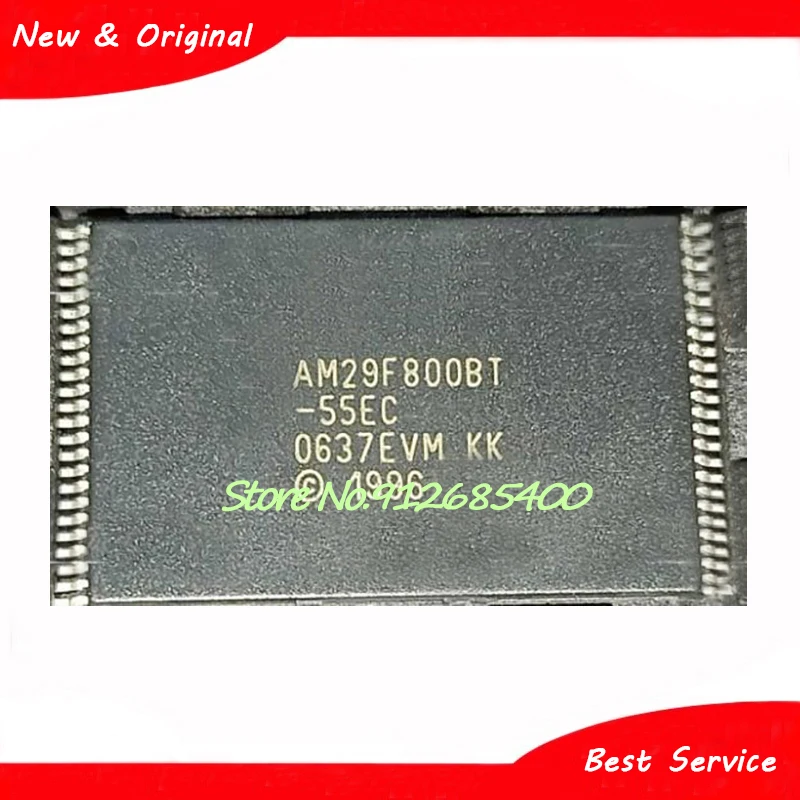 New & Original
AM29F800BT
-55EC
0637EVM KK
© 1996
Store No.912685400
Best Service